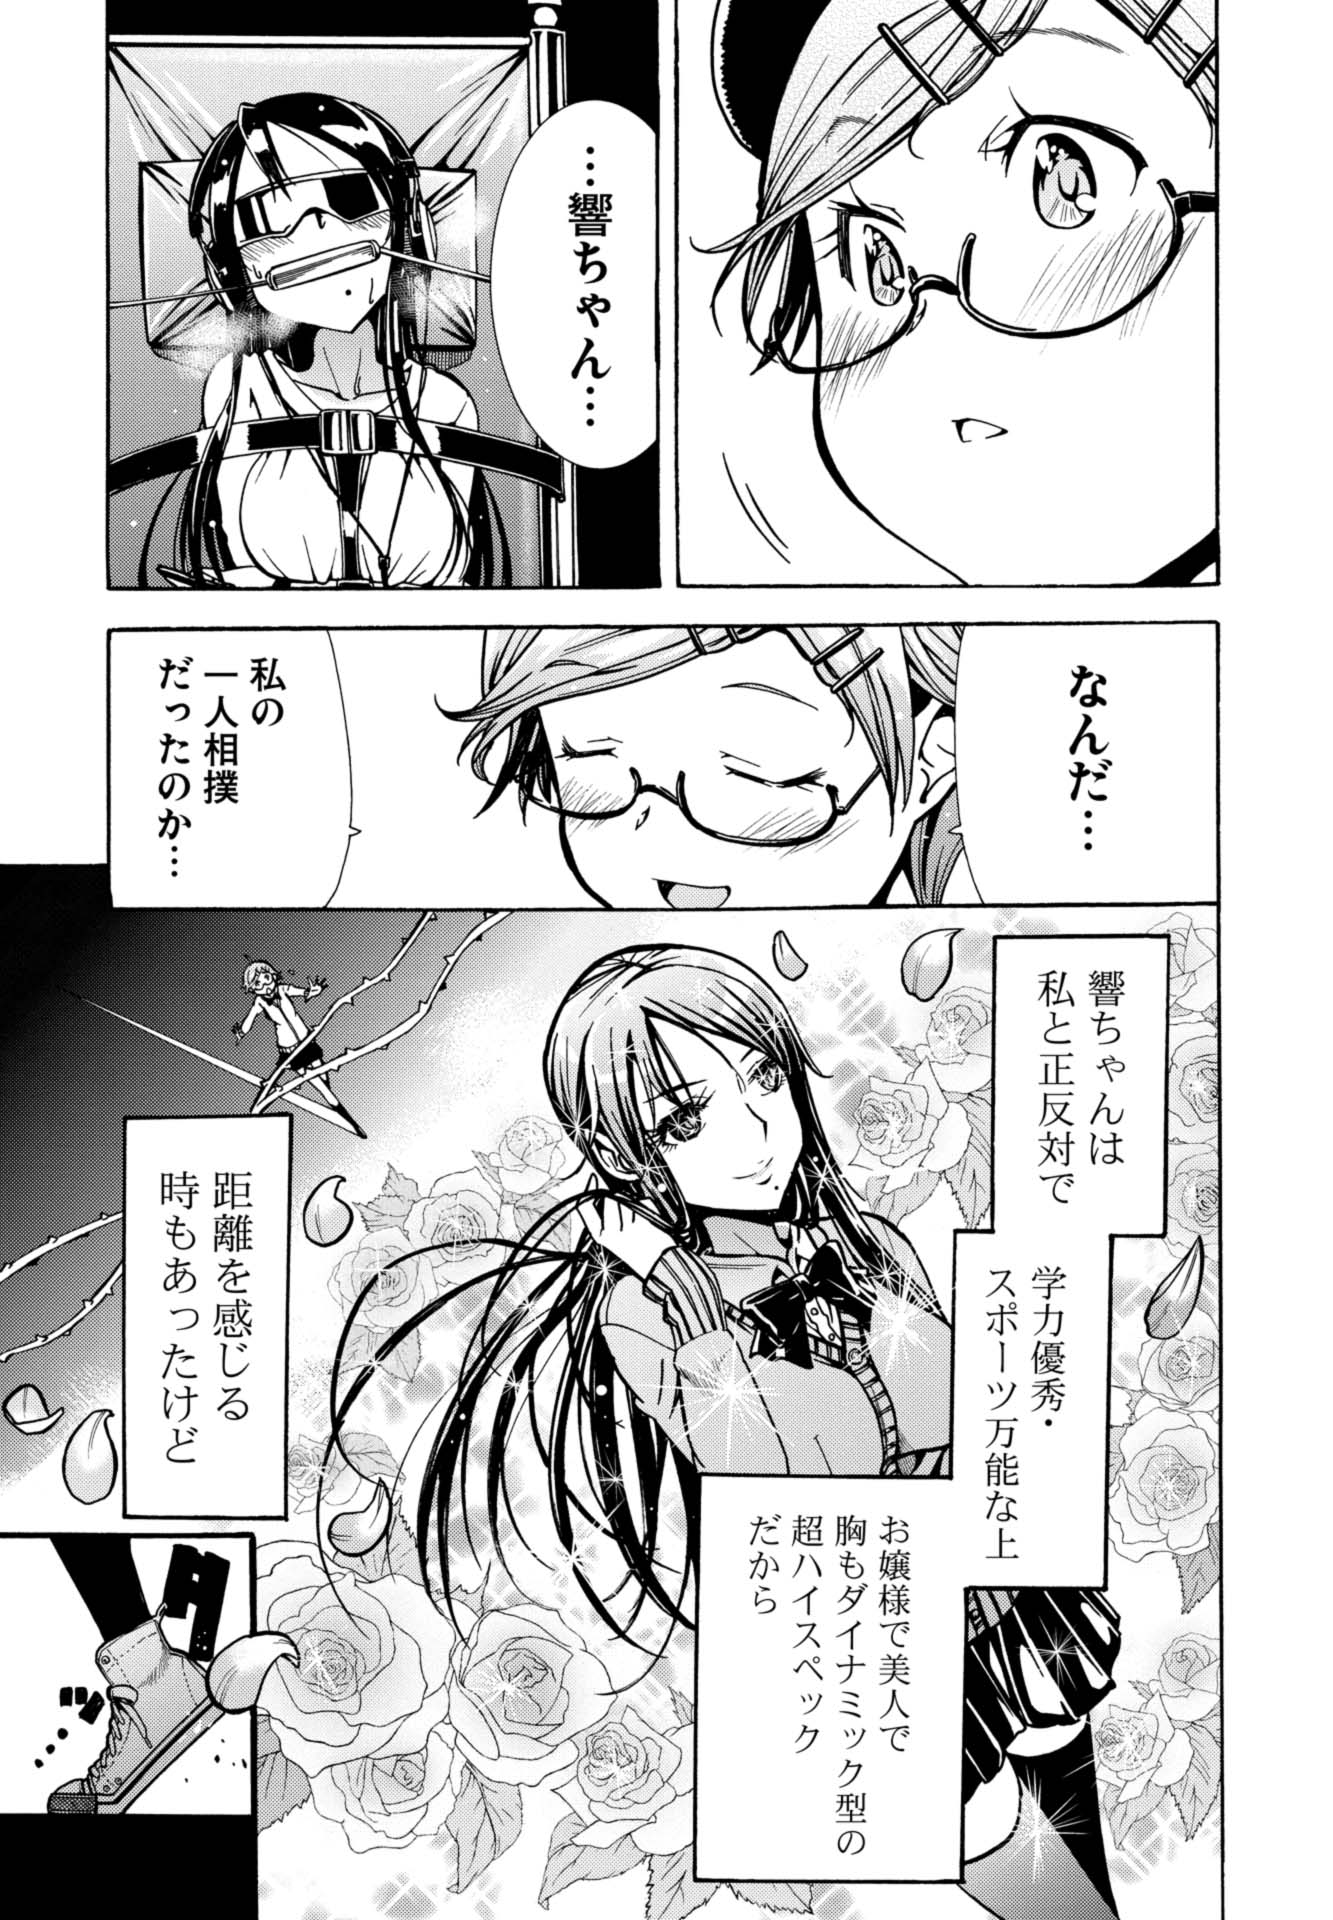 …響ちゃん…
なんだ…
私の
一人相撲
だったのか…
響ちゃんは
私と正反対で
学力優秀・
スポーツ万能な上
お嬢様で美人で
胸もダイナミック型の
超ハイスペック
だから
距離を感じる
時もあったけど
タッ…